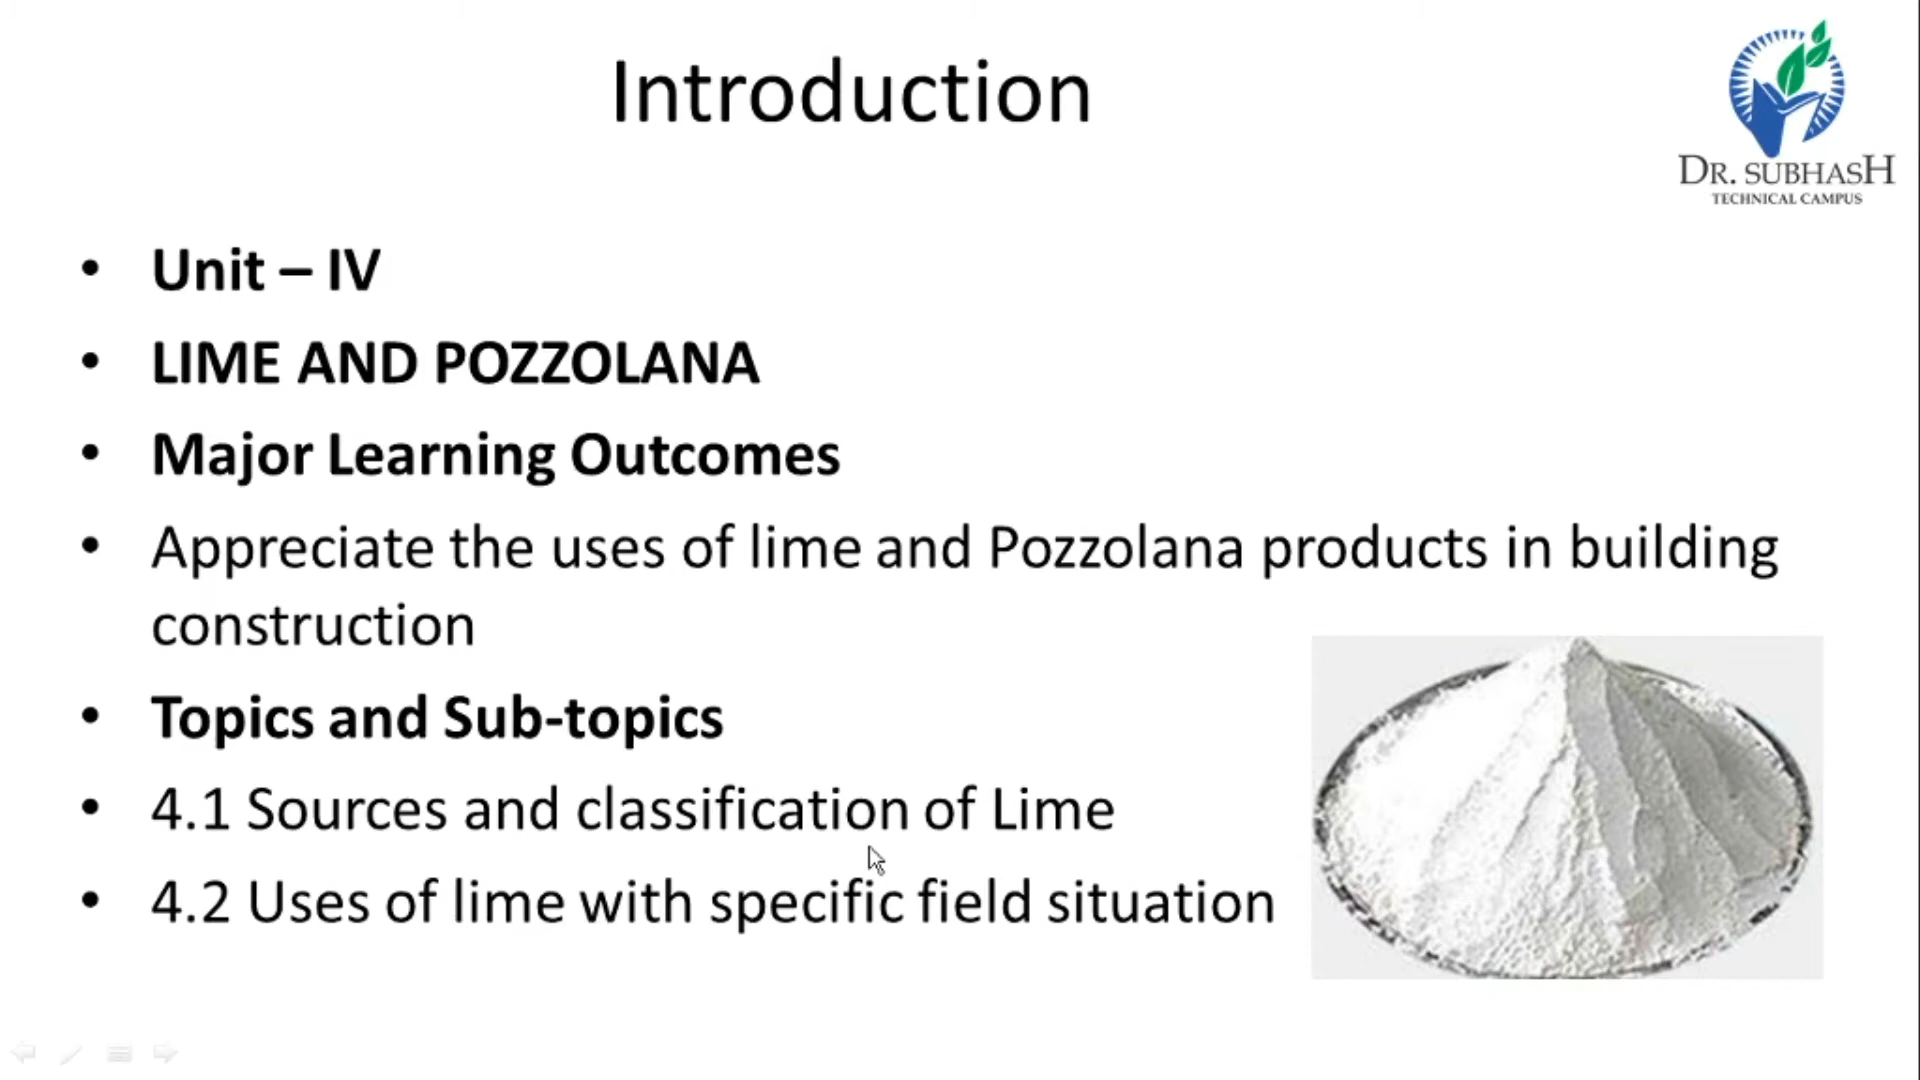 Introduction
DR. SUBHASH
TECHNICAL CAMPUS
• Unit – IV
• LIME AND POZZOLANA
• Major Learning Outcomes
• Appreciate the uses of lime and Pozzolana products in building
construction
• Topics and Sub-topics
• 4.1 Sources and classification of Lime
• 4.2 Uses of lime with specific field situation